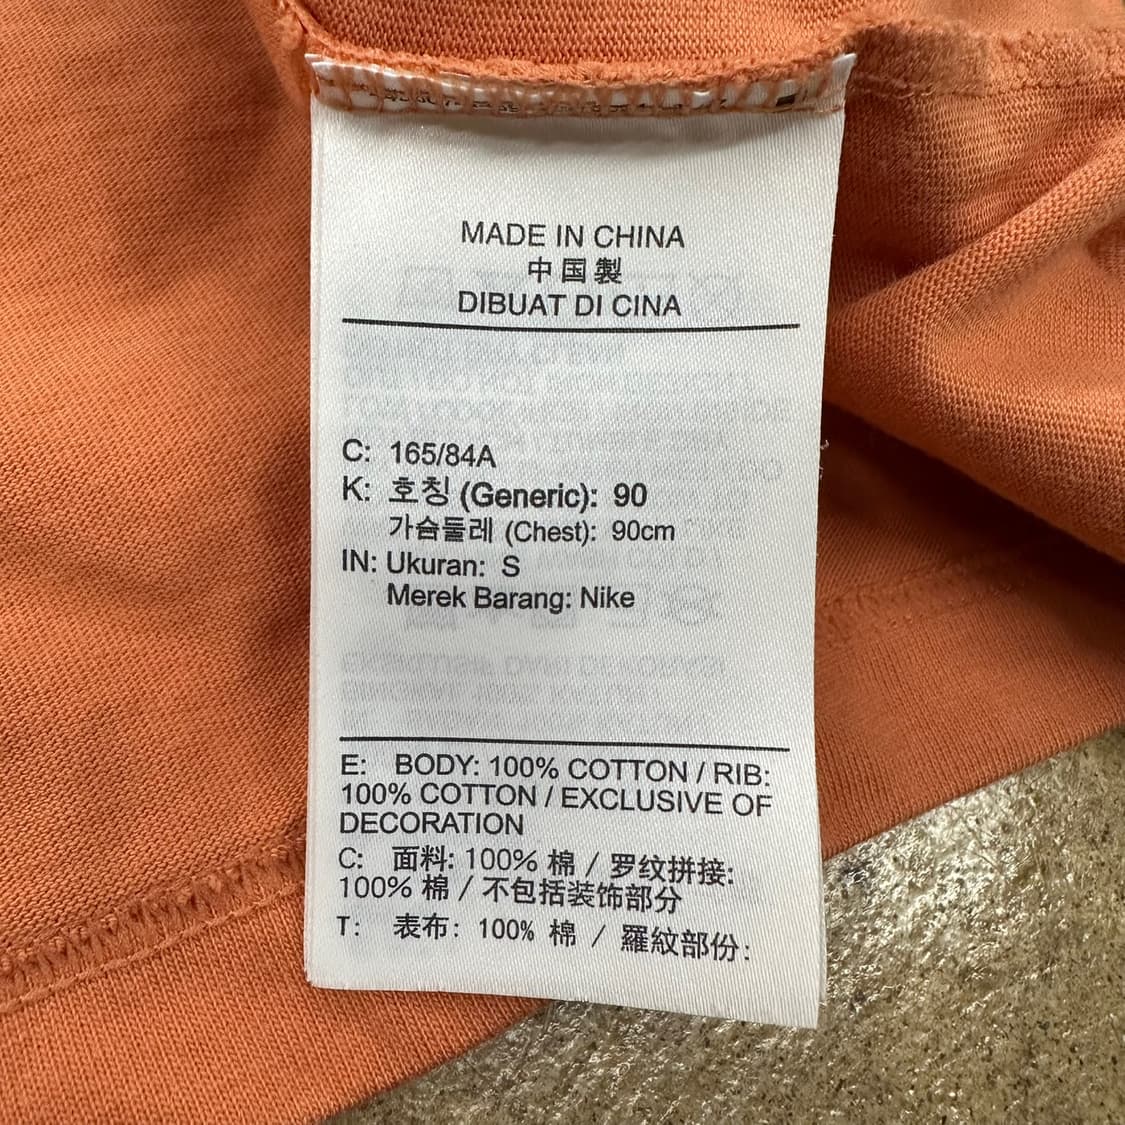 MADE IN CHINA
中国製
DIBUAT DI CINA
C: 165/84A
K: 호칭 (Generic): 90
가슴둘레 (Chest): 90cm
IN: Ukuran: S
Merek Barang: Nike
E: BODY: 100% COTTON / RIB:
100% COTTON / EXCLUSIVE OF
DECORATION
C: 面料: 100% 棉 / 罗纹拼接:
100% 棉 / 不包括装饰部分
T: 表布: 100% 棉 / 羅紋部份: